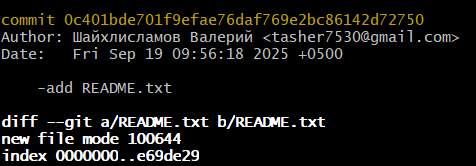 commit 0c401bde701f9efae76daf769e2bc86142d72750
Author: Шайхлисламов Валерий <tasher7530@gmail.com>
Date:   Fri Sep 19 09:56:18 2025 +0500
    -add README.txt
diff --git a/README.txt b/README.txt
new file mode 100644
index 0000000..e69de29